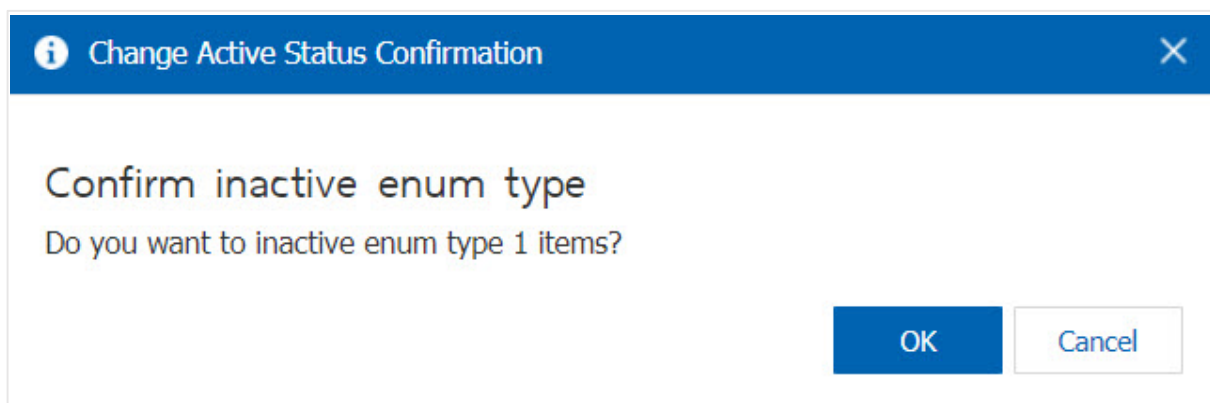 Change Active Status Confirmation
Confirm inactive enum type
Do you want to inactive enum type 1 items?
OK Cancel